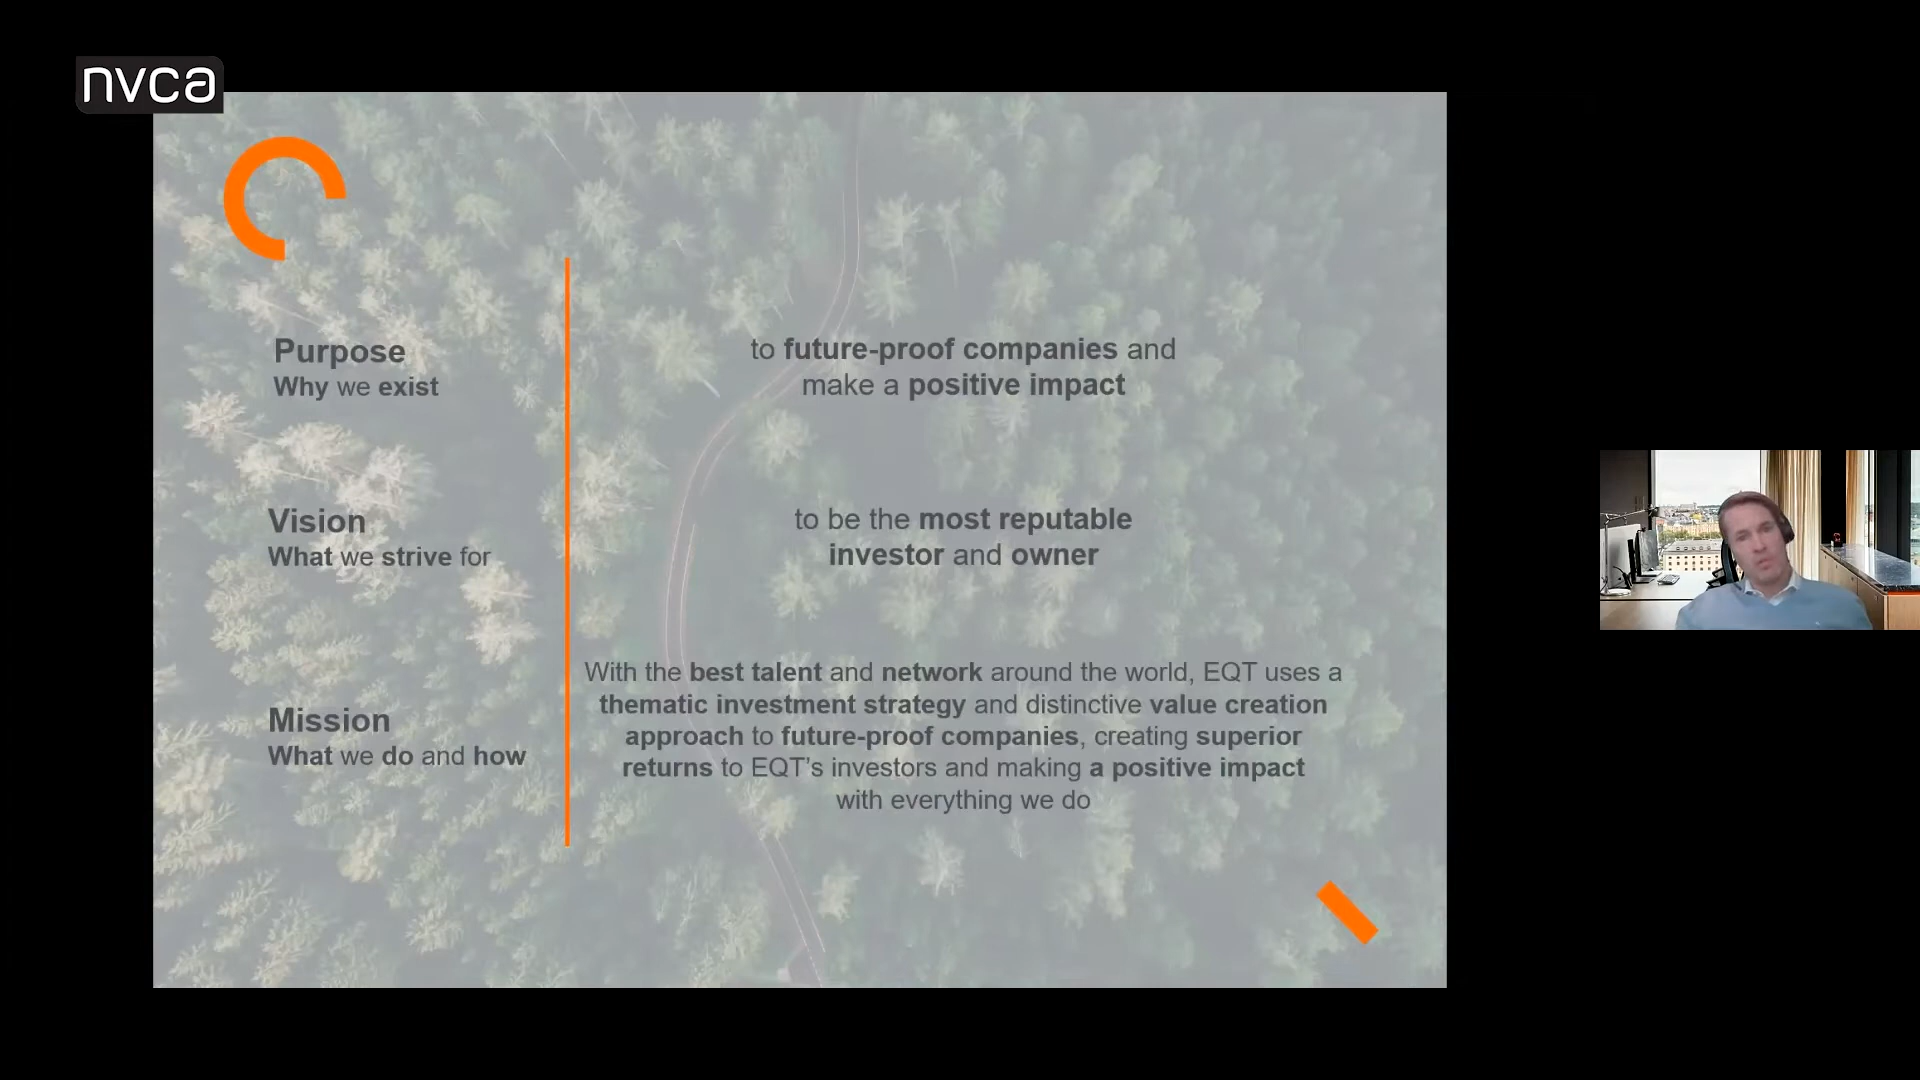 nvca
Purpose
Why we exist
to future-proof companies and
make a positive impact
Vision
What we strive for
to be the most reputable
investor and owner
Mission
What we do and how
With the best talent and network around the world, EQT uses a
thematic investment strategy and distinctive value creation
approach to future-proof companies, creating superior
returns to EQT's investors and making a positive impact
with everything we do